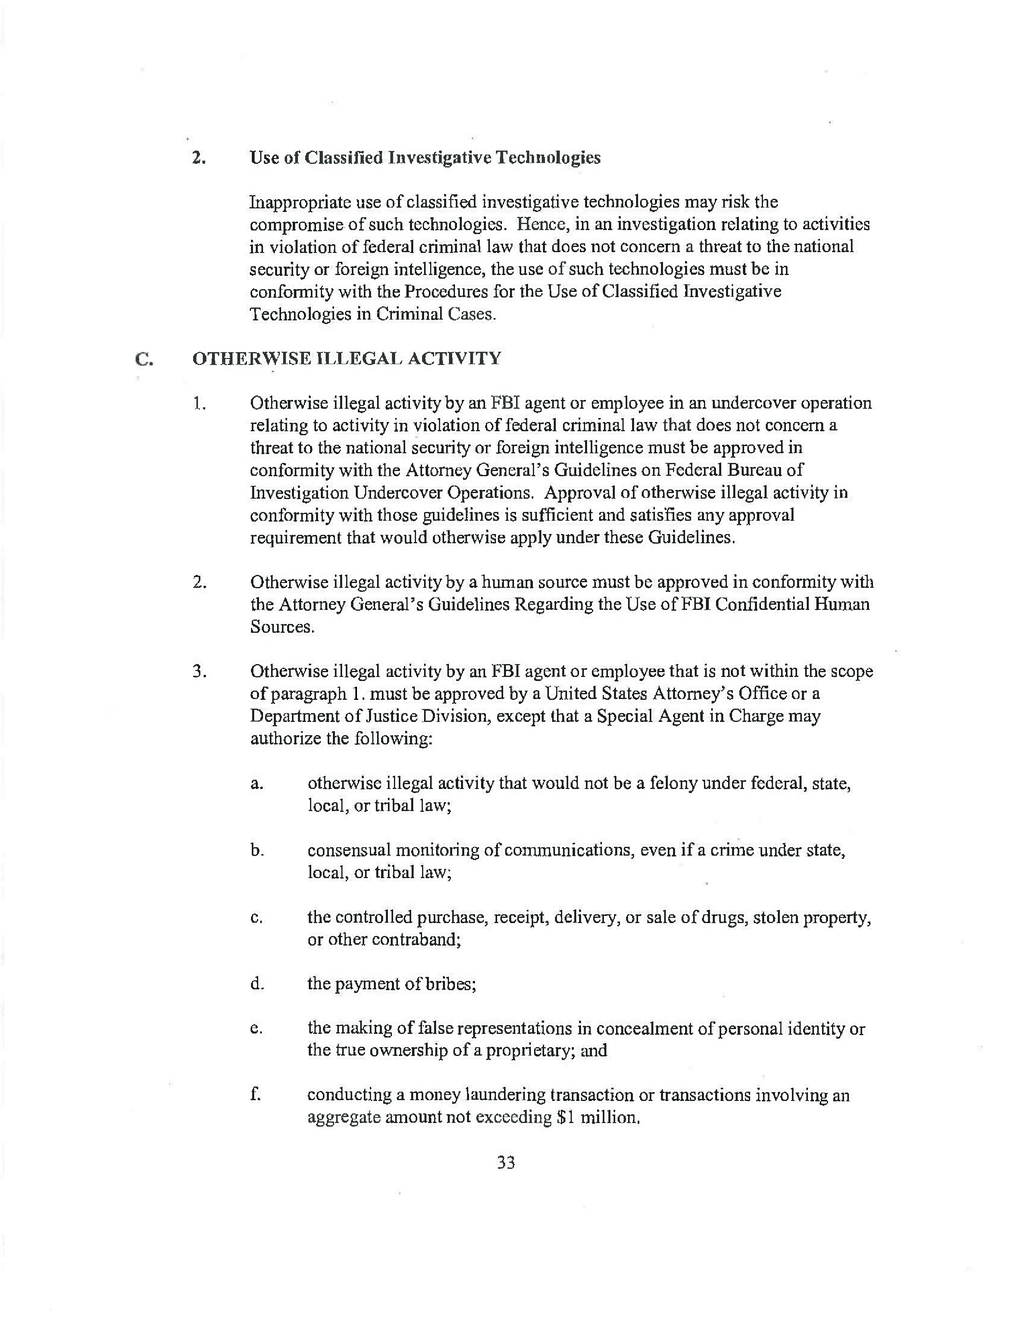 2. Use of Classified Investigative Technologies
Inappropriate use of classified investigative technologies may risk the
compromise of such technologies. Hence, in an investigation relating to activities
in violation of federal criminal law that does not concern a threat to the national
security or foreign intelligence, the use of such technologies must be in
conformity with the Procedures for the Use of Classified Investigative
Technologies in Criminal Cases.
C. OTHERWISE ILLEGAL ACTIVITY
1. Otherwise illegal activity by an FBI agent or employee in an undercover operation
relating to activity in violation of federal criminal law that does not concern a
threat to the national security or foreign intelligence must be approved in
conformity with the Attorney General's Guidelines on Federal Bureau of
Investigation Undercover Operations. Approval of otherwise illegal activity in
conformity with those guidelines is sufficient and satisfies any approval
requirement that would otherwise apply under these Guidelines.
2. Otherwise illegal activity by a human source must be approved in conformity with
the Attorney General's Guidelines Regarding the Use of FBI Confidential Human
Sources.
3. Otherwise illegal activity by an FBI agent or employee that is not within the scope
of paragraph 1. must be approved by a United States Attorney's Office or a
Department of Justice Division, except that a Special Agent in Charge may
authorize the following:
a. otherwise illegal activity that would not be a felony under federal, state,
local, or tribal law;
b. consensual monitoring of communications, even if a crime under state,
local, or tribal law;
c. the controlled purchase, receipt, delivery, or sale of drugs, stolen property,
or other contraband;
d. the payment of bribes;
e. the making of false representations in concealment of personal identity or
the true ownership of a proprietary; and
f. conducting a money laundering transaction or transactions involving an
aggregate amount not exceeding $1 million.
33